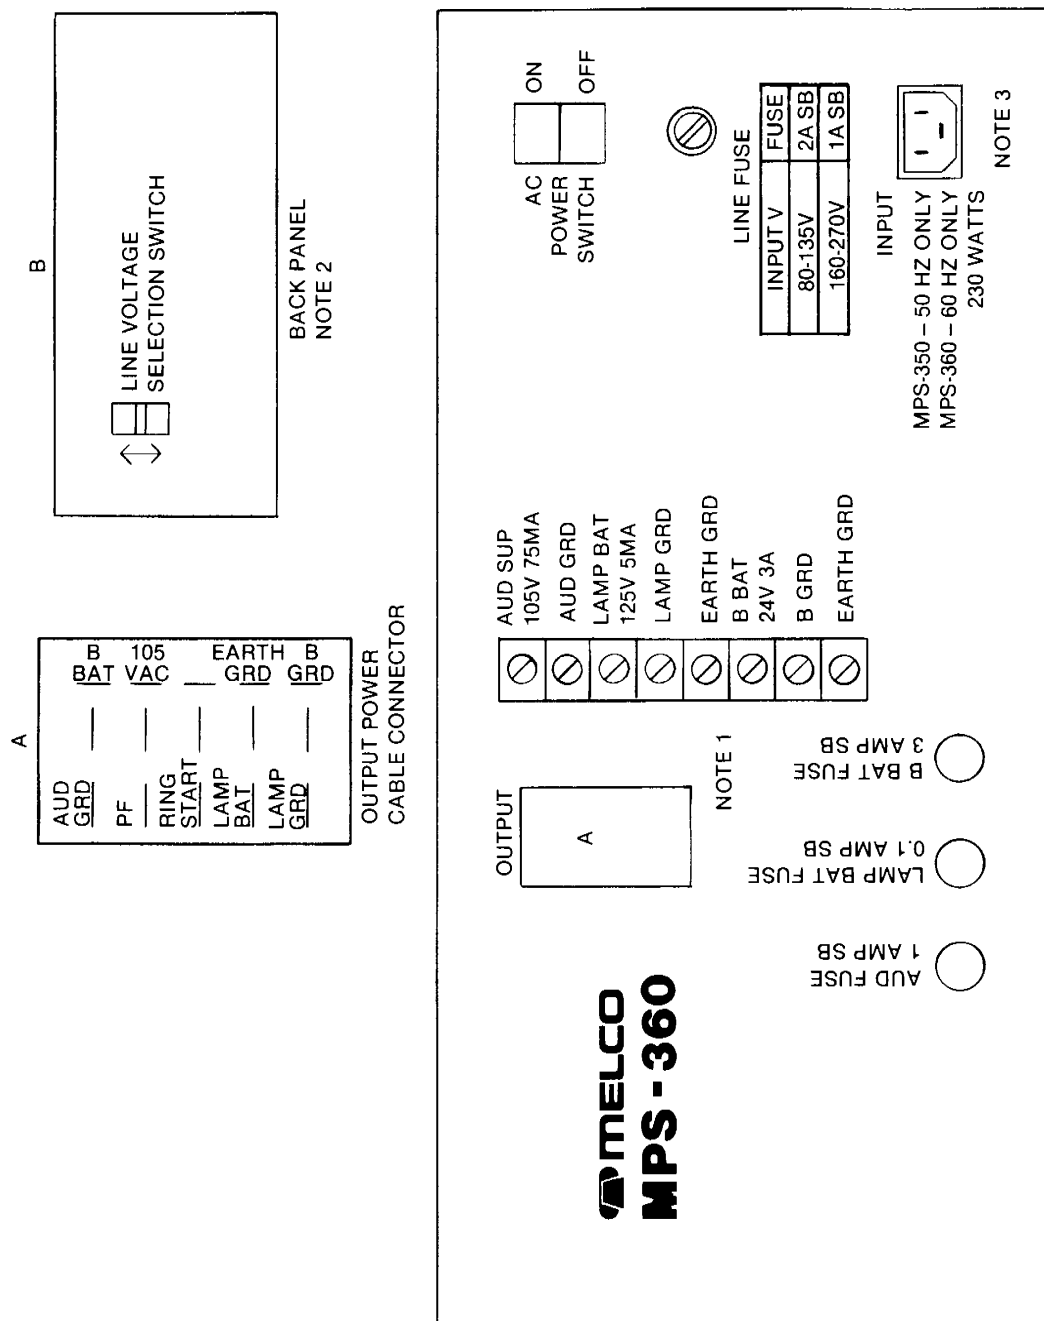 A
AUD
GRD
PF
RING
START
LAMP
BAT
LAMP
GRD
B
BAT
105
VAC
EARTH
GRD
B
GRD
OUTPUT POWER
CABLE CONNECTOR
B
LINE VOLTAGE
SELECTION SWITCH
BACK PANEL
NOTE 2
MELCO
MPS-360
OUTPUT
A
NOTE 1
AUD SUP
105V 75MA
AUD GRD
LAMP BAT
125V 5MA
LAMP GRD
EARTH GRD
B BAT
24V 3A
B GRD
EARTH GRD
AUD FUSE
1 AMP SB
LAMP BAT FUSE
0.1 AMP SB
B BAT FUSE
3 AMP SB
AC
POWER
SWITCH
ON
OFF
LINE FUSE
INPUT V FUSE
80-135V 2A SB
160-270V 1A SB
INPUT
MPS-350 – 50 HZ ONLY
MPS-360 – 60 HZ ONLY
230 WATTS
NOTE 3